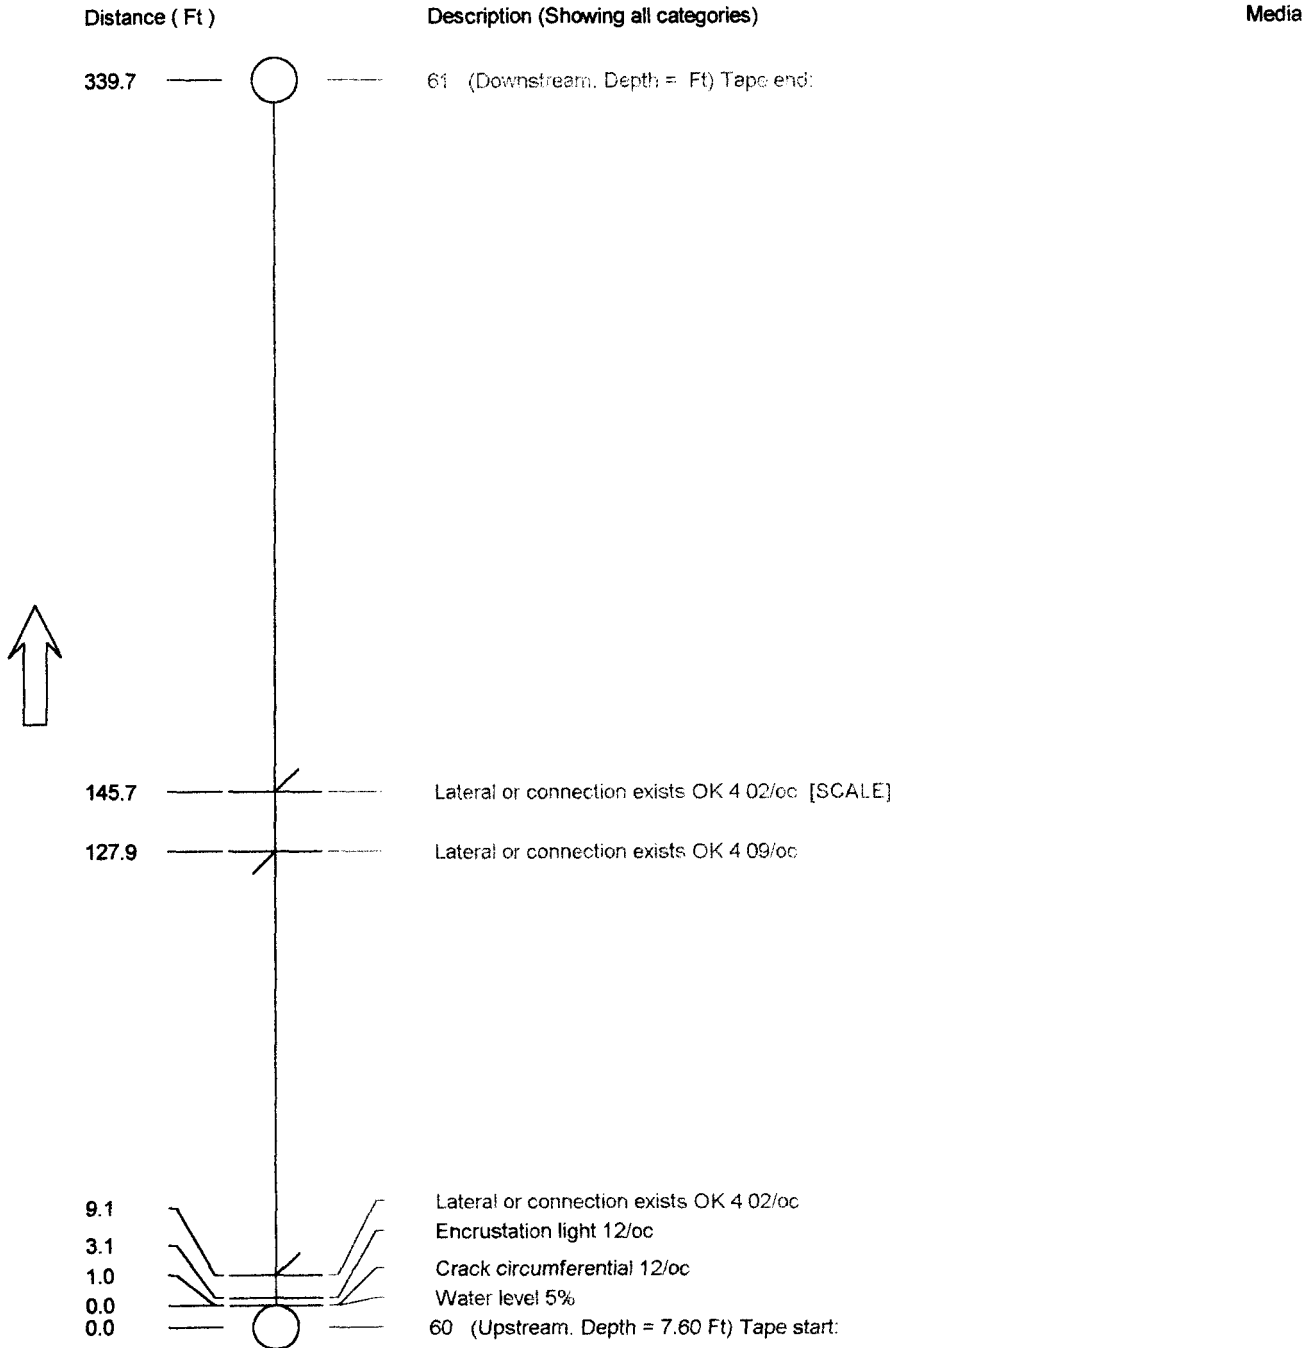 Distance ( Ft ) Description (Showing all categories) Media
339.7 61 (Downstream. Depth = Ft) Tape end:
145.7 Lateral or connection exists OK 4 02/oc [SCALE]
127.9 Lateral or connection exists OK 4 09/oc
9.1 Lateral or connection exists OK 4 02/oc
3.1 Encrustation light 12/oc
1.0 Crack circumferential 12/oc
0.0 Water level 5%
0.0 60 (Upstream. Depth = 7.60 Ft) Tape start: